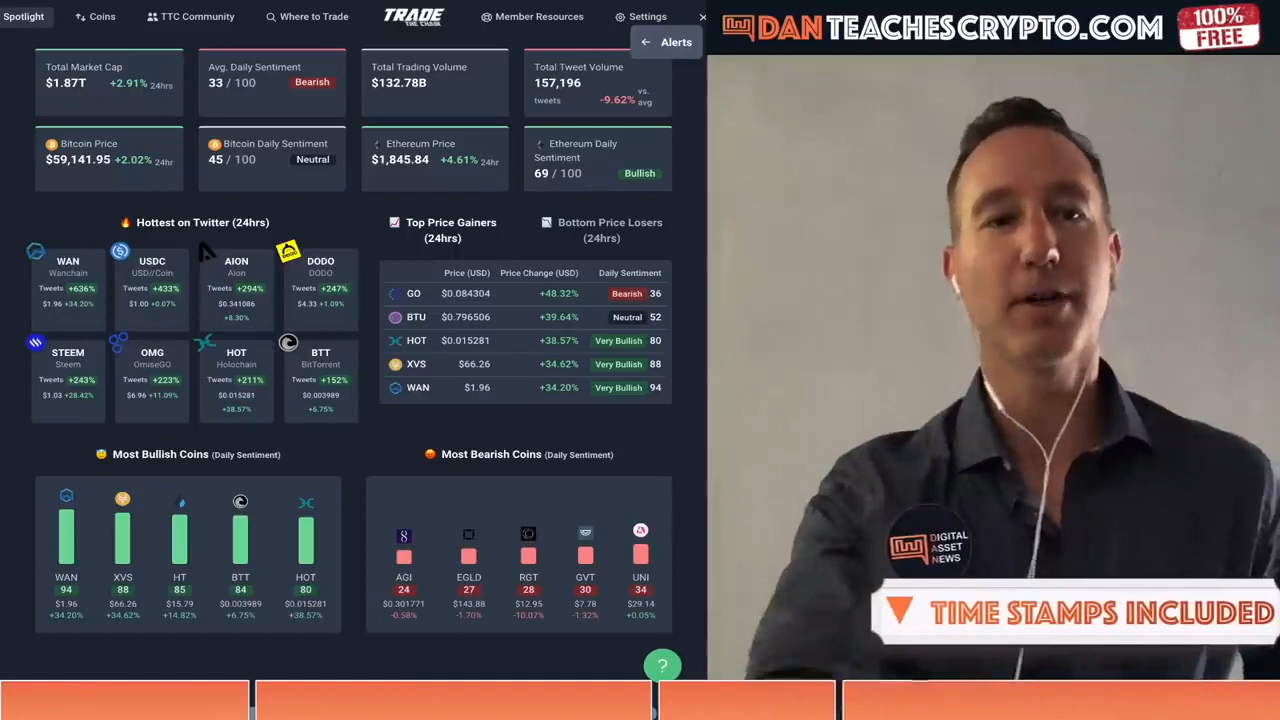 Spotlight
Coins
TTC Community
Where to Trade
TRADE
THE CHAIN
Member Resources
Settings
Alerts
DANTEACHESCRYPTO.COM
100%
FREE
Total Market Cap
$1.87T +2.91% 24hrs
Avg. Daily Sentiment
33 / 100 Bearish
Total Trading Volume
$132.78B
Total Tweet Volume
157,196
tweets -9.62% vs. avg
Bitcoin Price
$59,141.95 +2.02% 24hr
Bitcoin Daily Sentiment
45 / 100 Neutral
Ethereum Price
$1,845.84 +4.61% 24hr
Ethereum Daily
Sentiment
69 / 100 Bullish
Hottest on Twitter (24hrs)
WAN
Wanchain
Tweets +636%
$1.96 +34.20%
USDC
USD//Coin
Tweets +433%
$1.00 +0.07%
AION
Aion
Tweets +294%
$0.341086
+8.30%
DODO
DODO
Tweets +247%
$4.33 +1.09%
STEEM
Steem
Tweets +243%
$1.03 +28.42%
OMG
OmiseGO
Tweets +223%
$6.96 +11.09%
HOT
Holochain
Tweets +211%
$0.015281
+38.57%
BTT
BitTorrent
Tweets +152%
$0.003989
+6.75%
Top Price Gainers
(24hrs)
Bottom Price Losers
(24hrs)
Price (USD) Price Change (USD) Daily Sentiment
GO $0.084304 +48.32% Bearish 36
BTU $0.796506 +39.64% Neutral 52
HOT $0.015281 +38.57% Very Bullish 80
XVS $66.26 +34.62% Very Bullish 88
WAN $1.96 +34.20% Very Bullish 94
Most Bullish Coins (Daily Sentiment)
WAN XVS HT BTT HOT
94 88 85 84 80
$1.96 $66.26 $15.79 $0.003989 $0.015281
+34.20% +34.62% +14.82% +6.75% +38.57%
Most Bearish Coins (Daily Sentiment)
AGI EGLD RGT GVT UNI
24 27 28 30 34
$0.301771 $143.88 $12.95 $7.78 $29.14
-0.58% -1.70% -10.07% -1.32% +0.05%
?
DIGITAL
ASSET
NEWS
TIME STAMPS INCLUDED